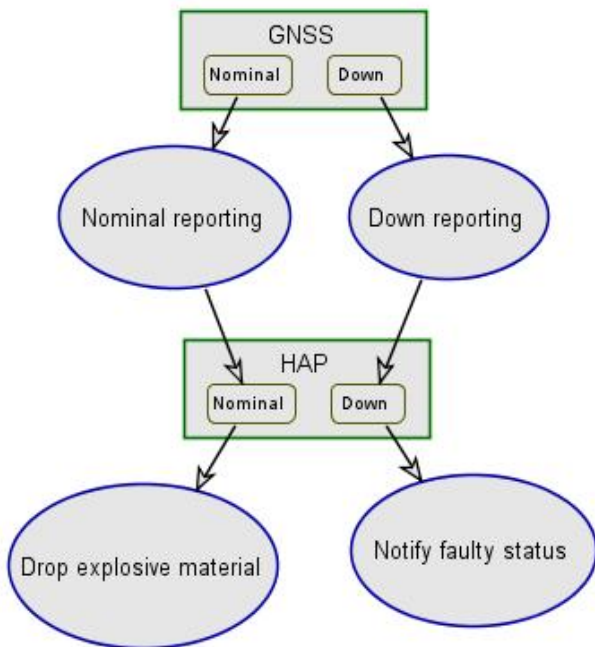 GNSS
Nominal Down
Nominal reporting
Down reporting
HAP
Nominal Down
Drop explosive material
Notify faulty status